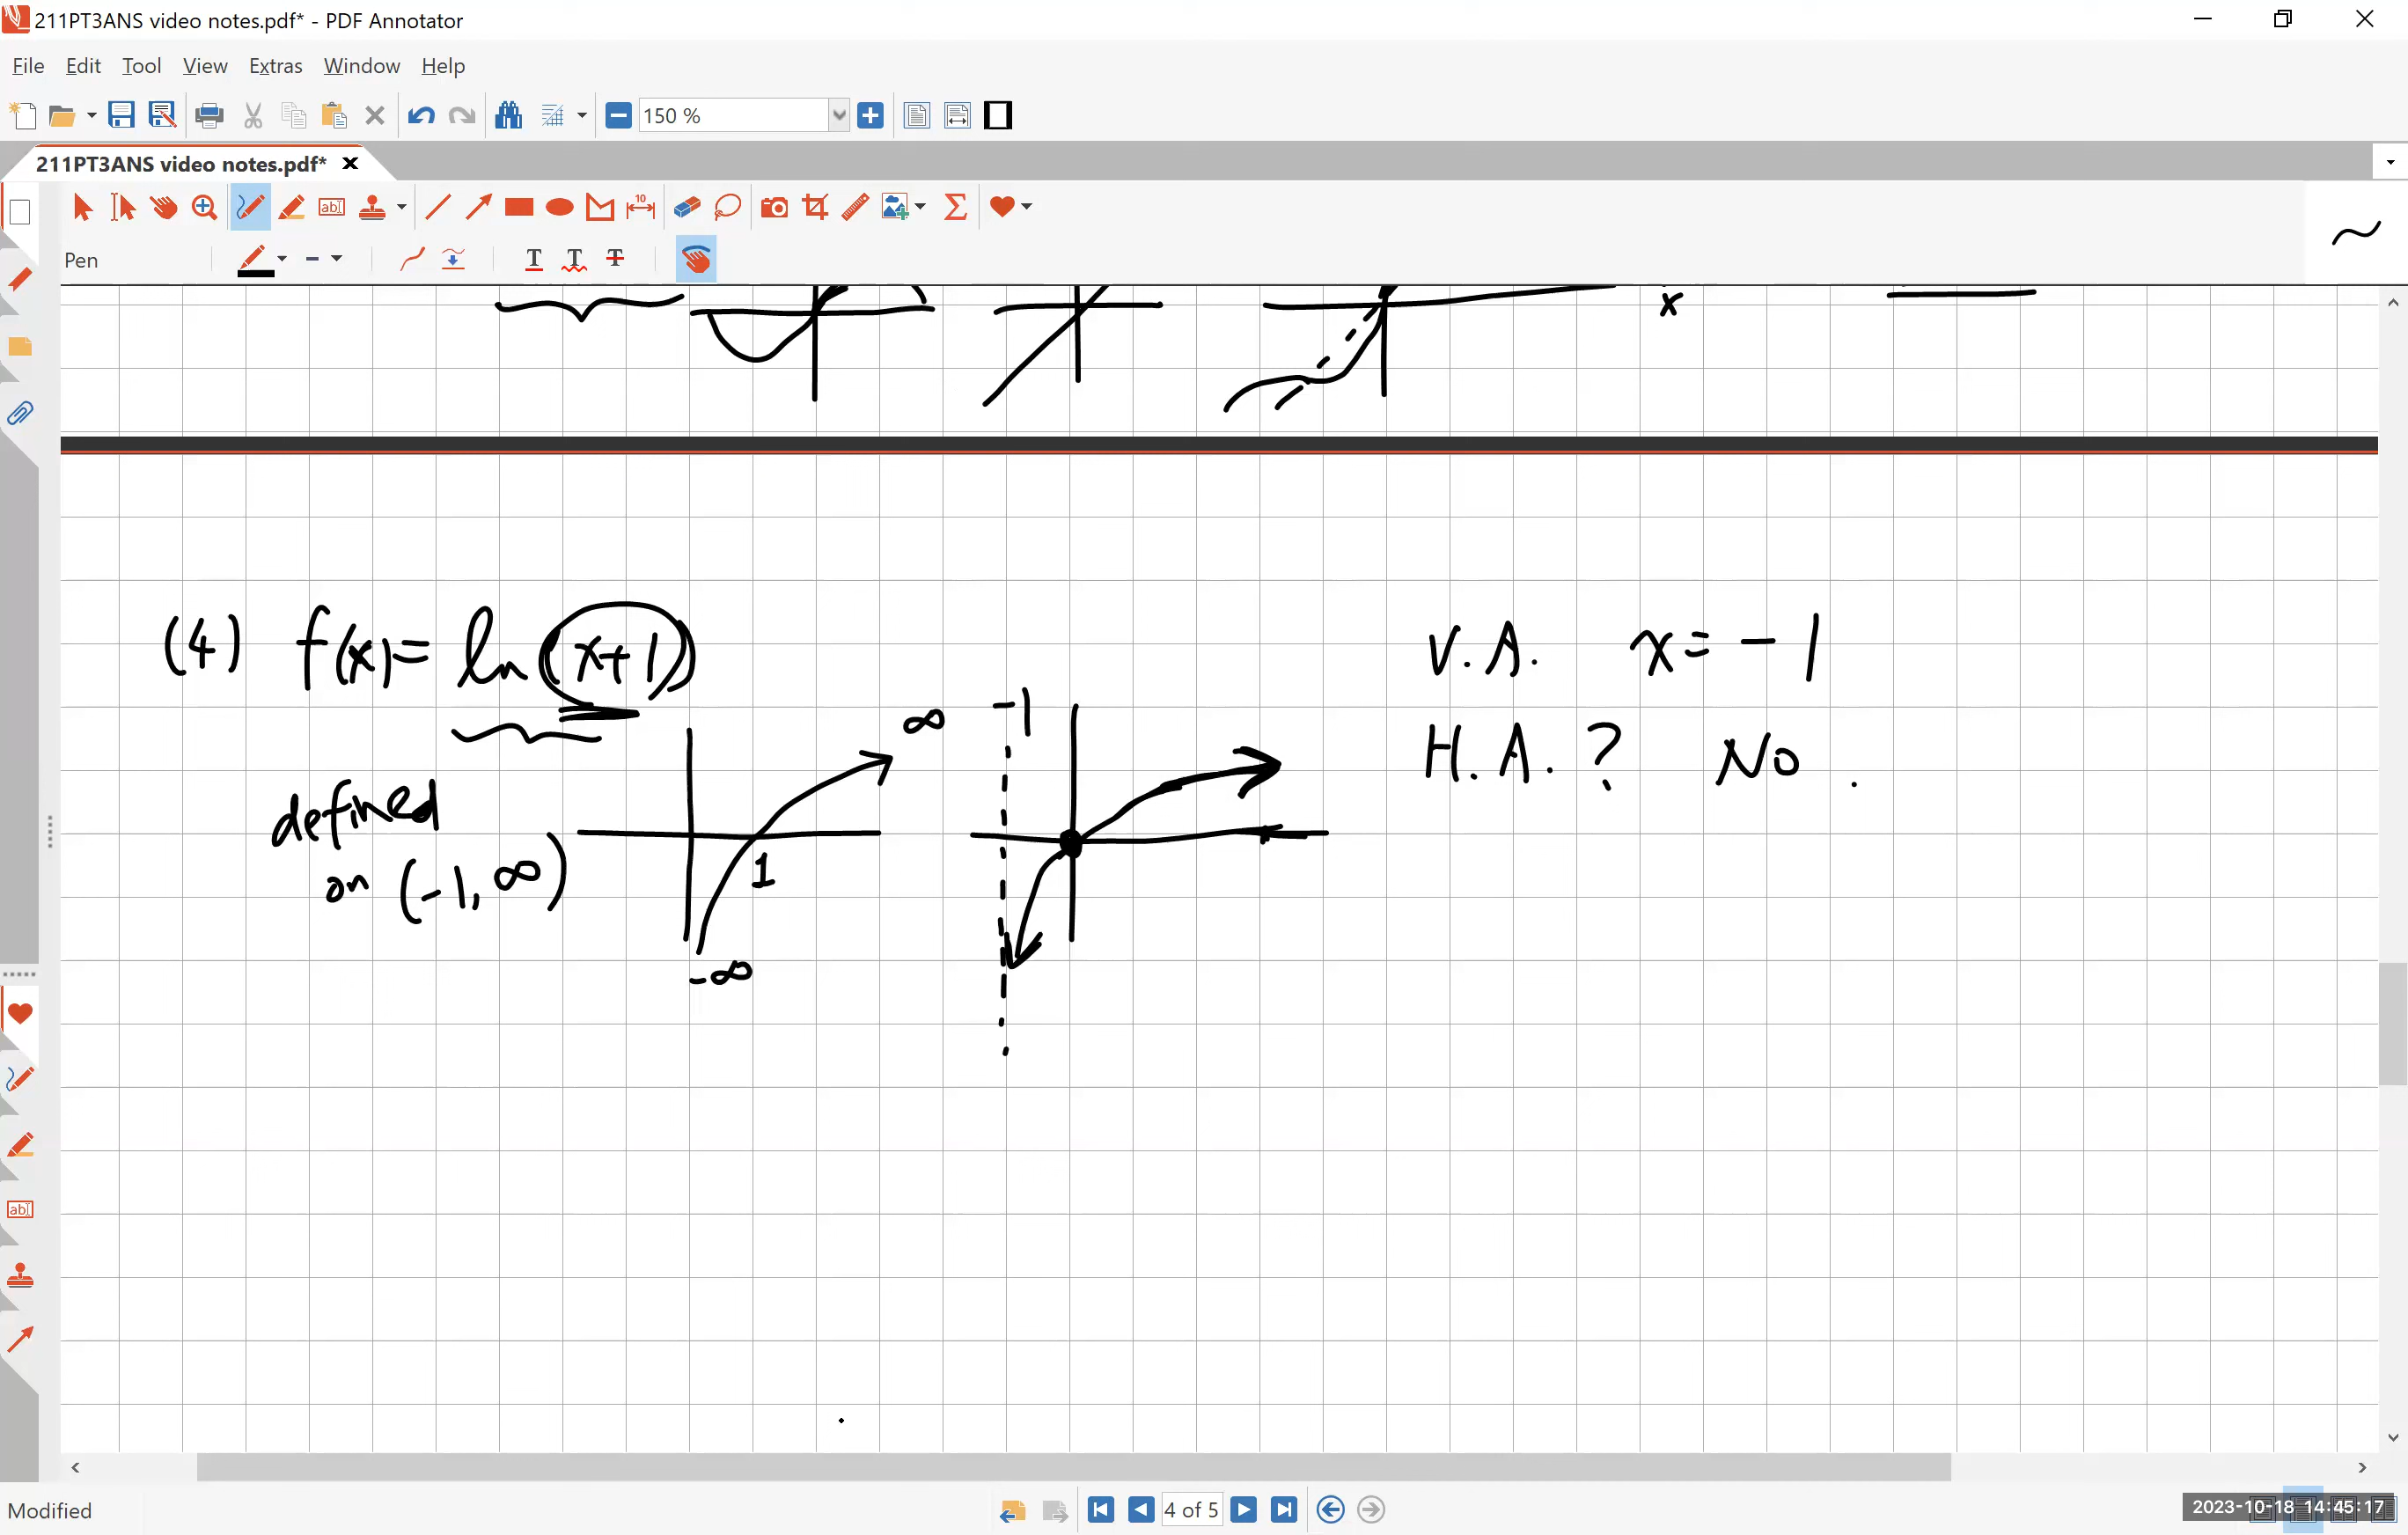 211PT3ANS video notes.pdf* - PDF Annotator
File Edit Tool View Extras Window Help
150 %
211PT3ANS video notes.pdf*
Pen
x
(4) f(x) = ln(x+1)
V.A. x = -1
H.A. ? No.
defined
on (-1, ∞)
∞
1
-∞
-1
Modified
4 of 5
2023-10-18 14:45:17